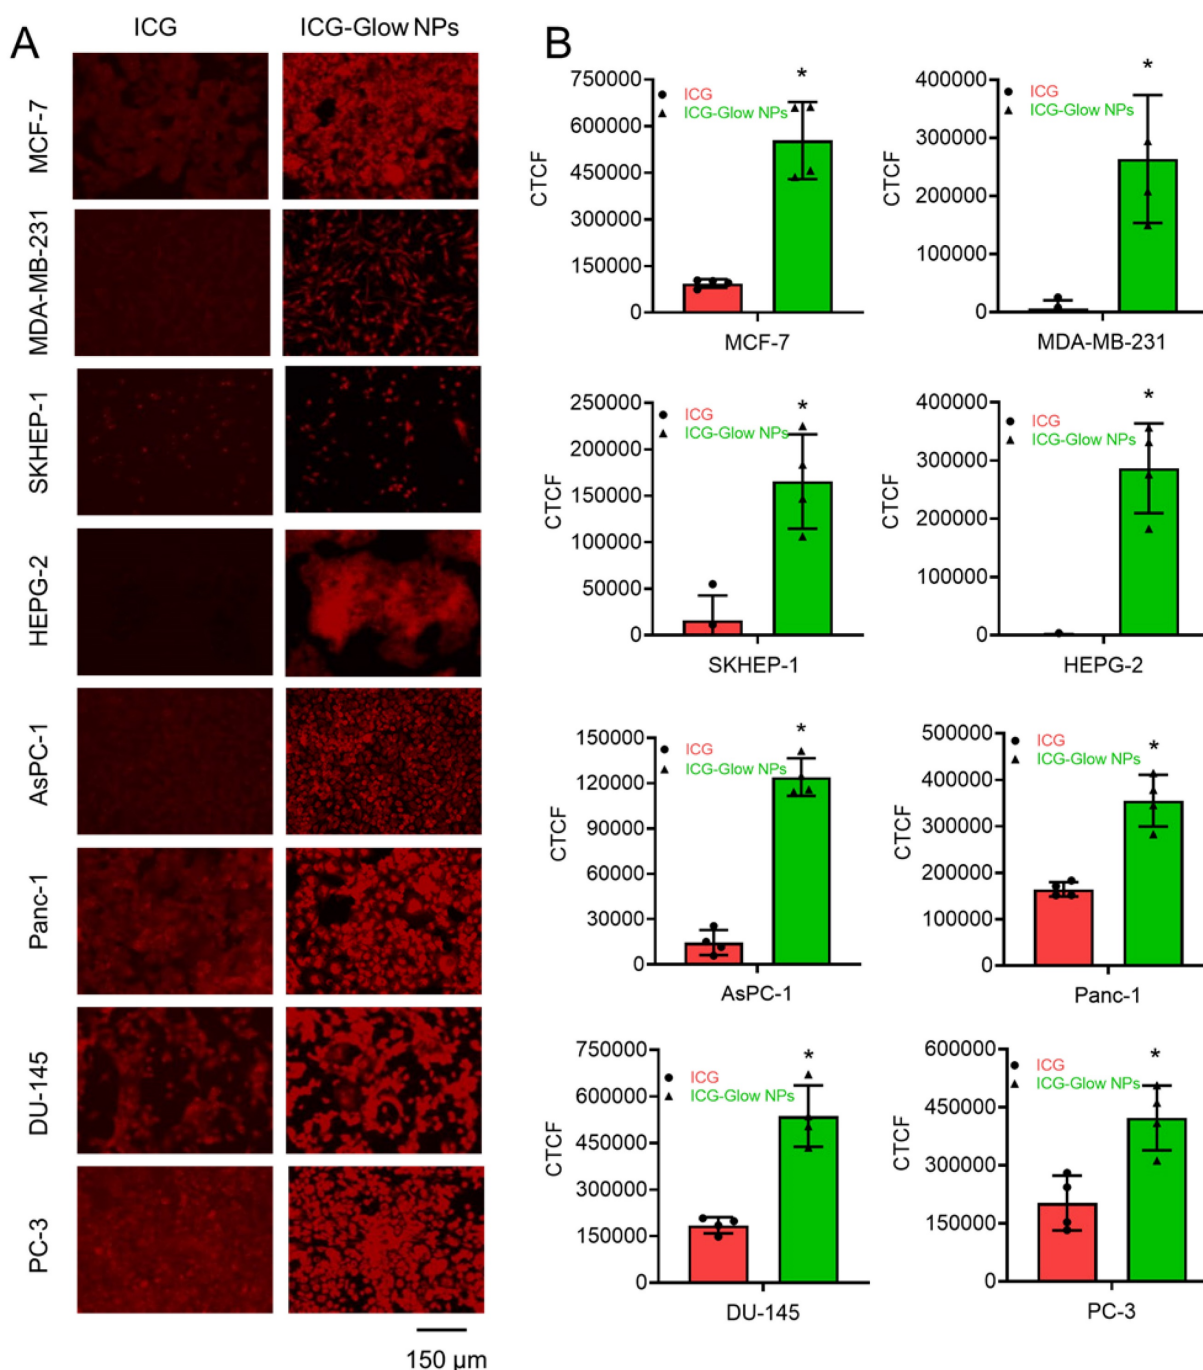 A
ICG
ICG-Glow NPs
MCF-7
MDA-MB-231
SKHEP-1
HEPG-2
AsPC-1
Panc-1
DU-145
PC-3
150 µm
B
CTCF
750000
600000
450000
300000
150000
0
ICG
ICG-Glow NPs
*
MCF-7
CTCF
400000
300000
200000
100000
0
ICG
ICG-Glow NPs
*
MDA-MB-231
CTCF
250000
200000
150000
100000
50000
0
ICG
ICG-Glow NPs
*
SKHEP-1
CTCF
400000
300000
200000
100000
0
ICG
ICG-Glow NPs
*
HEPG-2
CTCF
150000
120000
90000
60000
30000
0
ICG
ICG-Glow NPs
*
AsPC-1
CTCF
500000
400000
300000
200000
100000
0
ICG
ICG-Glow NPs
*
Panc-1
CTCF
750000
600000
450000
300000
150000
0
ICG
ICG-Glow NPs
*
DU-145
CTCF
600000
450000
300000
150000
0
ICG
ICG-Glow NPs
*
PC-3